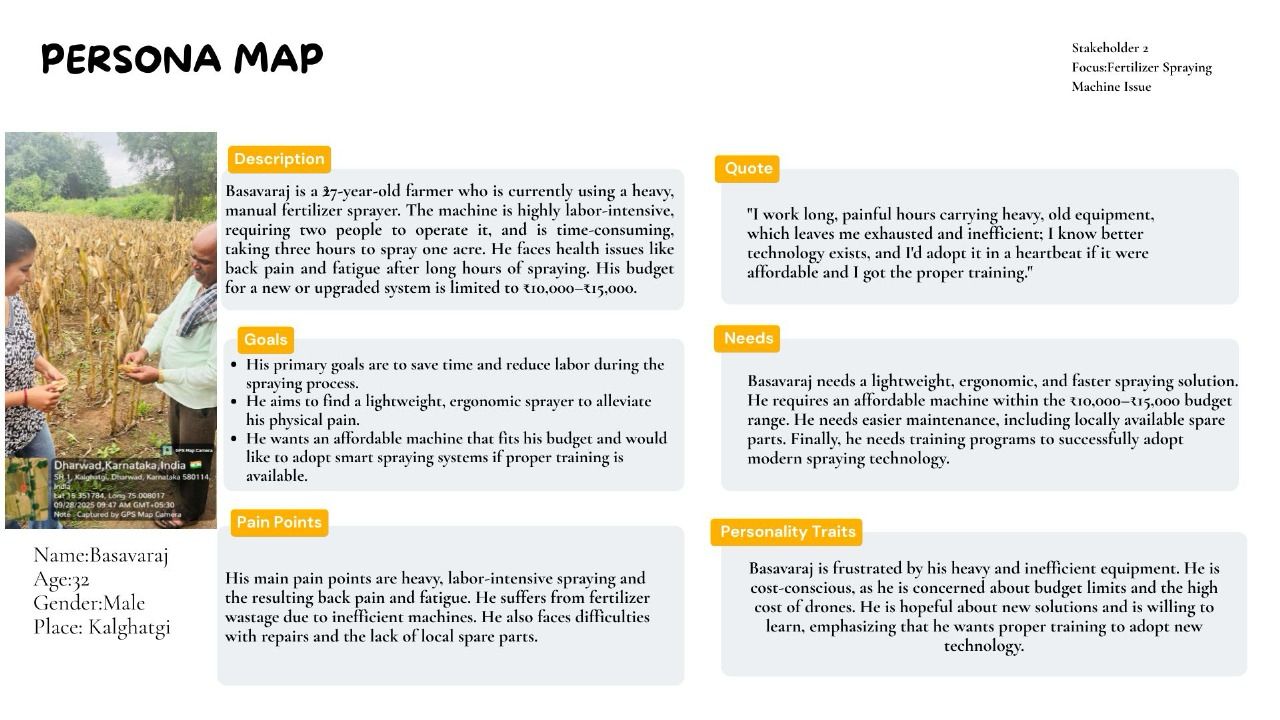 PERSONA MAP
Stakeholder 2
Focus:Fertilizer Spraying
Machine Issue
Description
Basavaraj is a 27-year-old farmer who is currently using a heavy,
manual fertilizer sprayer. The machine is highly labor-intensive,
requiring two people to operate it, and is time-consuming,
taking three hours to spray one acre. He faces health issues like
back pain and fatigue after long hours of spraying. His budget
for a new or upgraded system is limited to ₹10,000–₹15,000.
Quote
"I work long, painful hours carrying heavy, old equipment,
which leaves me exhausted and inefficient; I know better
technology exists, and I'd adopt it in a heartbeat if it were
affordable and I got the proper training."
Goals
• His primary goals are to save time and reduce labor during the
spraying process.
• He aims to find a lightweight, ergonomic sprayer to alleviate
his physical pain.
• He wants an affordable machine that fits his budget and would
like to adopt smart spraying systems if proper training is
available.
Needs
Basavaraj needs a lightweight, ergonomic, and faster spraying solution.
He requires an affordable machine within the ₹10,000–₹15,000 budget
range. He needs easier maintenance, including locally available spare
parts. Finally, he needs training programs to successfully adopt
modern spraying technology.
GPS Map Camera
Dharwad,Karnataka,India
SH 1, Kalghatgi, Dharwad, Karnataka 580114,
India
Lat 15.351784, Long 75.008017
09/28/2025 09:47 AM GMT+05:30
Note : Captured by GPS Map Camera
Name:Basavaraj
Age:32
Gender:Male
Place: Kalghatgi
Pain Points
His main pain points are heavy, labor-intensive spraying and
the resulting back pain and fatigue. He suffers from fertilizer
wastage due to inefficient machines. He also faces difficulties
with repairs and the lack of local spare parts.
Personality Traits
Basavaraj is frustrated by his heavy and inefficient equipment. He is
cost-conscious, as he is concerned about budget limits and the high
cost of drones. He is hopeful about new solutions and is willing to
learn, emphasizing that he wants proper training to adopt new
technology.